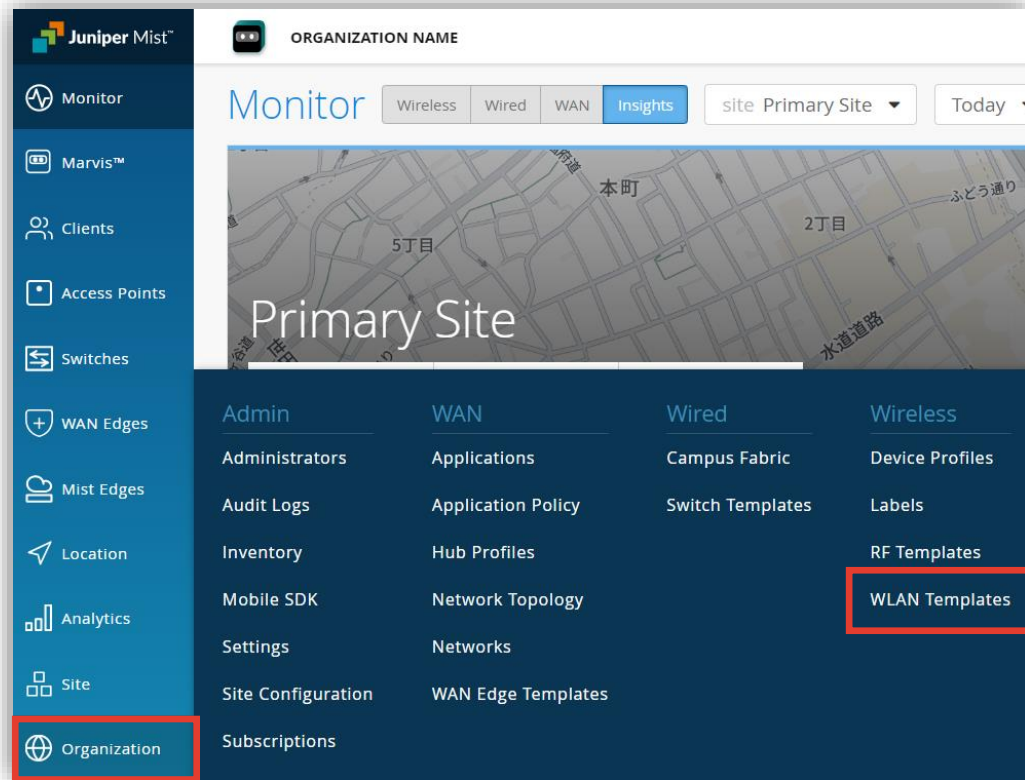 Juniper Mist™
ORGANIZATION NAME
Monitor
Marvis™
Clients
Access Points
Switches
WAN Edges
Mist Edges
Location
Analytics
Site
Organization
Monitor Wireless Wired WAN Insights site Primary Site Today
本町
ふどう通り
2丁目
5丁目
水道道路
Primary Site
Admin
Administrators
Audit Logs
Inventory
Mobile SDK
Settings
Site Configuration
Subscriptions
WAN
Applications
Application Policy
Hub Profiles
Network Topology
Networks
WAN Edge Templates
Wired
Campus Fabric
Switch Templates
Wireless
Device Profiles
Labels
RF Templates
WLAN Templates